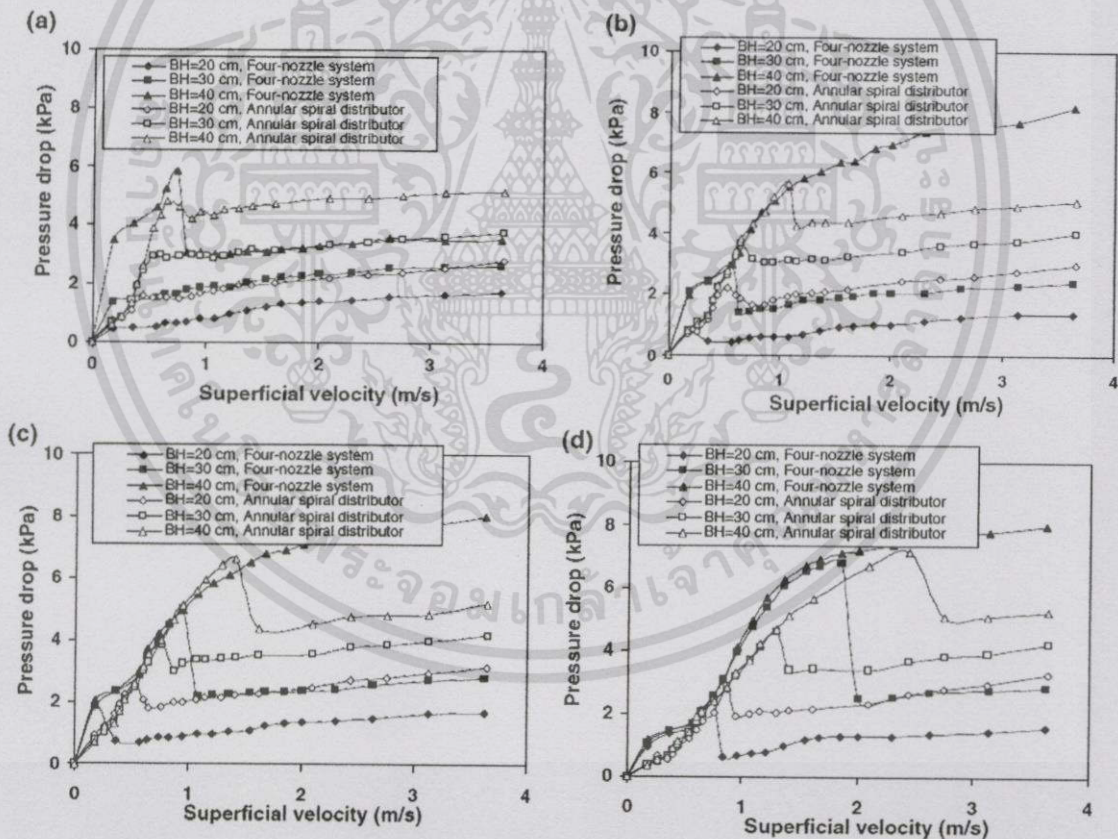 (a)
10
8
6
4
2
0
Pressure drop (kPa)
BH=20 cm, Four-nozzle system
BH=30 cm, Four-nozzle system
BH=40 cm, Four-nozzle system
BH=20 cm, Annular spiral distributor
BH=30 cm, Annular spiral distributor
BH=40 cm, Annular spiral distributor
0 1 2 3 4
Superficial velocity (m/s)
(b)
10
8
6
4
2
0
Pressure drop (kPa)
BH=20 cm, Four-nozzle system
BH=30 cm, Four-nozzle system
BH=40 cm, Four-nozzle system
BH=20 cm, Annular spiral distributor
BH=30 cm, Annular spiral distributor
BH=40 cm, Annular spiral distributor
0 1 2 3 4
Superficial velocity (m/s)
(c)
10
8
6
4
2
0
Pressure drop (kPa)
BH=20 cm, Four-nozzle system
BH=30 cm, Four-nozzle system
BH=40 cm, Four-nozzle system
BH=20 cm, Annular spiral distributor
BH=30 cm, Annular spiral distributor
BH=40 cm, Annular spiral distributor
0 1 2 3 4
Superficial velocity (m/s)
(d)
10
8
6
4
2
0
Pressure drop (kPa)
BH=20 cm, Four-nozzle system
BH=30 cm, Four-nozzle system
BH=40 cm, Four-nozzle system
BH=20 cm, Annular spiral distributor
BH=30 cm, Annular spiral distributor
BH=40 cm, Annular spiral distributor
0 1 2 3 4
Superficial velocity (m/s)